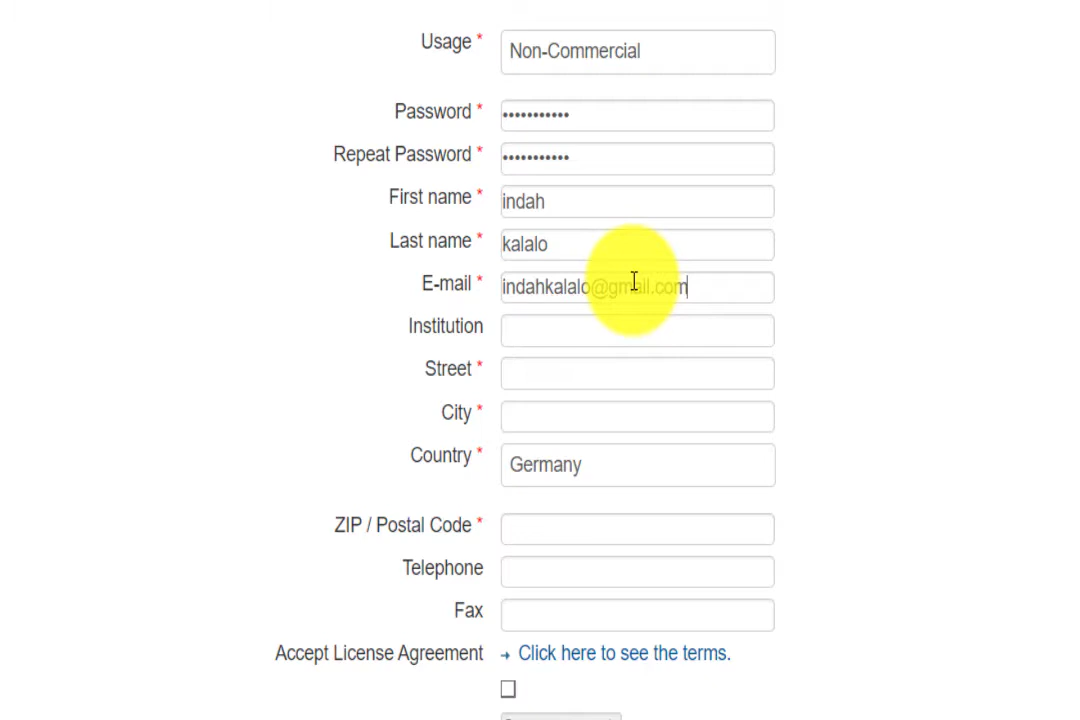 Usage * Non-Commercial
Password * •••••••••••
Repeat Password * •••••••••••
First name * indah
Last name * kalalo
E-mail * indahkalalo@gmail.com
Institution
Street *
City *
Country * Germany
ZIP / Postal Code *
Telephone
Fax
Accept License Agreement → Click here to see the terms.